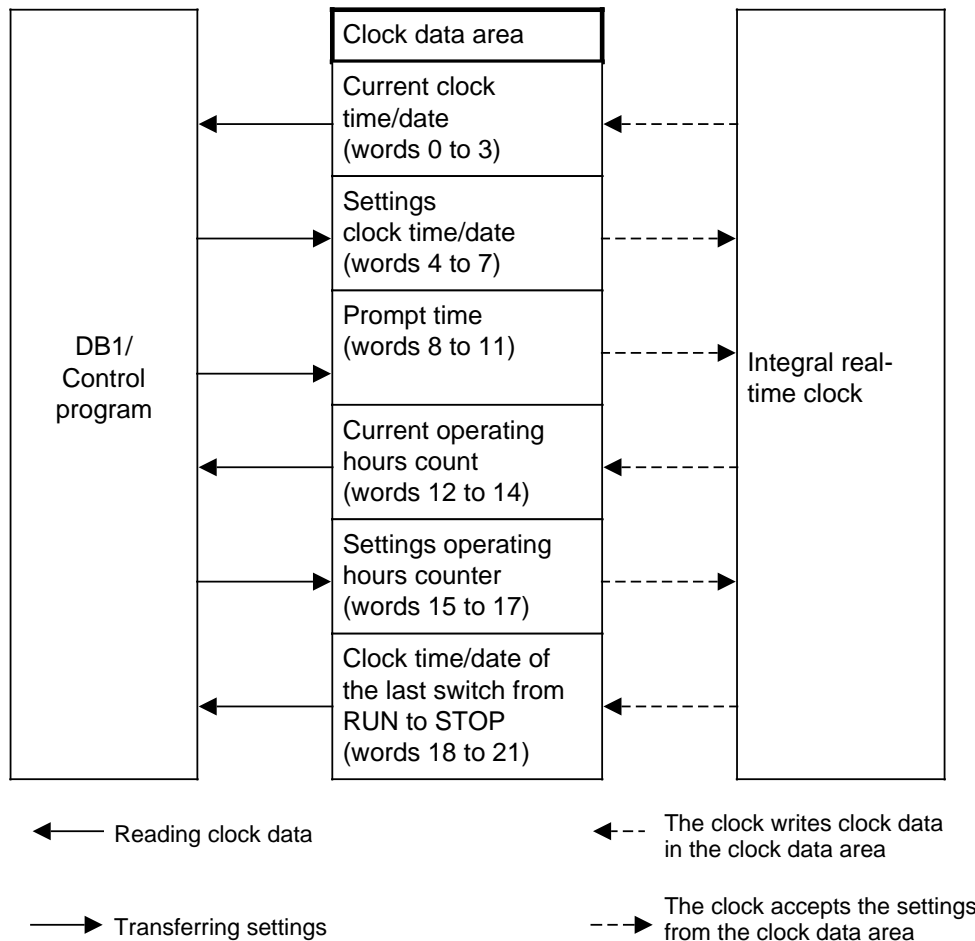 Clock data area
Current clock
time/date
(words 0 to 3)
Settings
clock time/date
(words 4 to 7)
Prompt time
(words 8 to 11)
DB1/
Control
program
Integral real-
time clock
Current operating
hours count
(words 12 to 14)
Settings operating
hours counter
(words 15 to 17)
Clock time/date of
the last switch from
RUN to STOP
(words 18 to 21)
Reading clock data
The clock writes clock data
in the clock data area
Transferring settings
The clock accepts the settings
from the clock data area